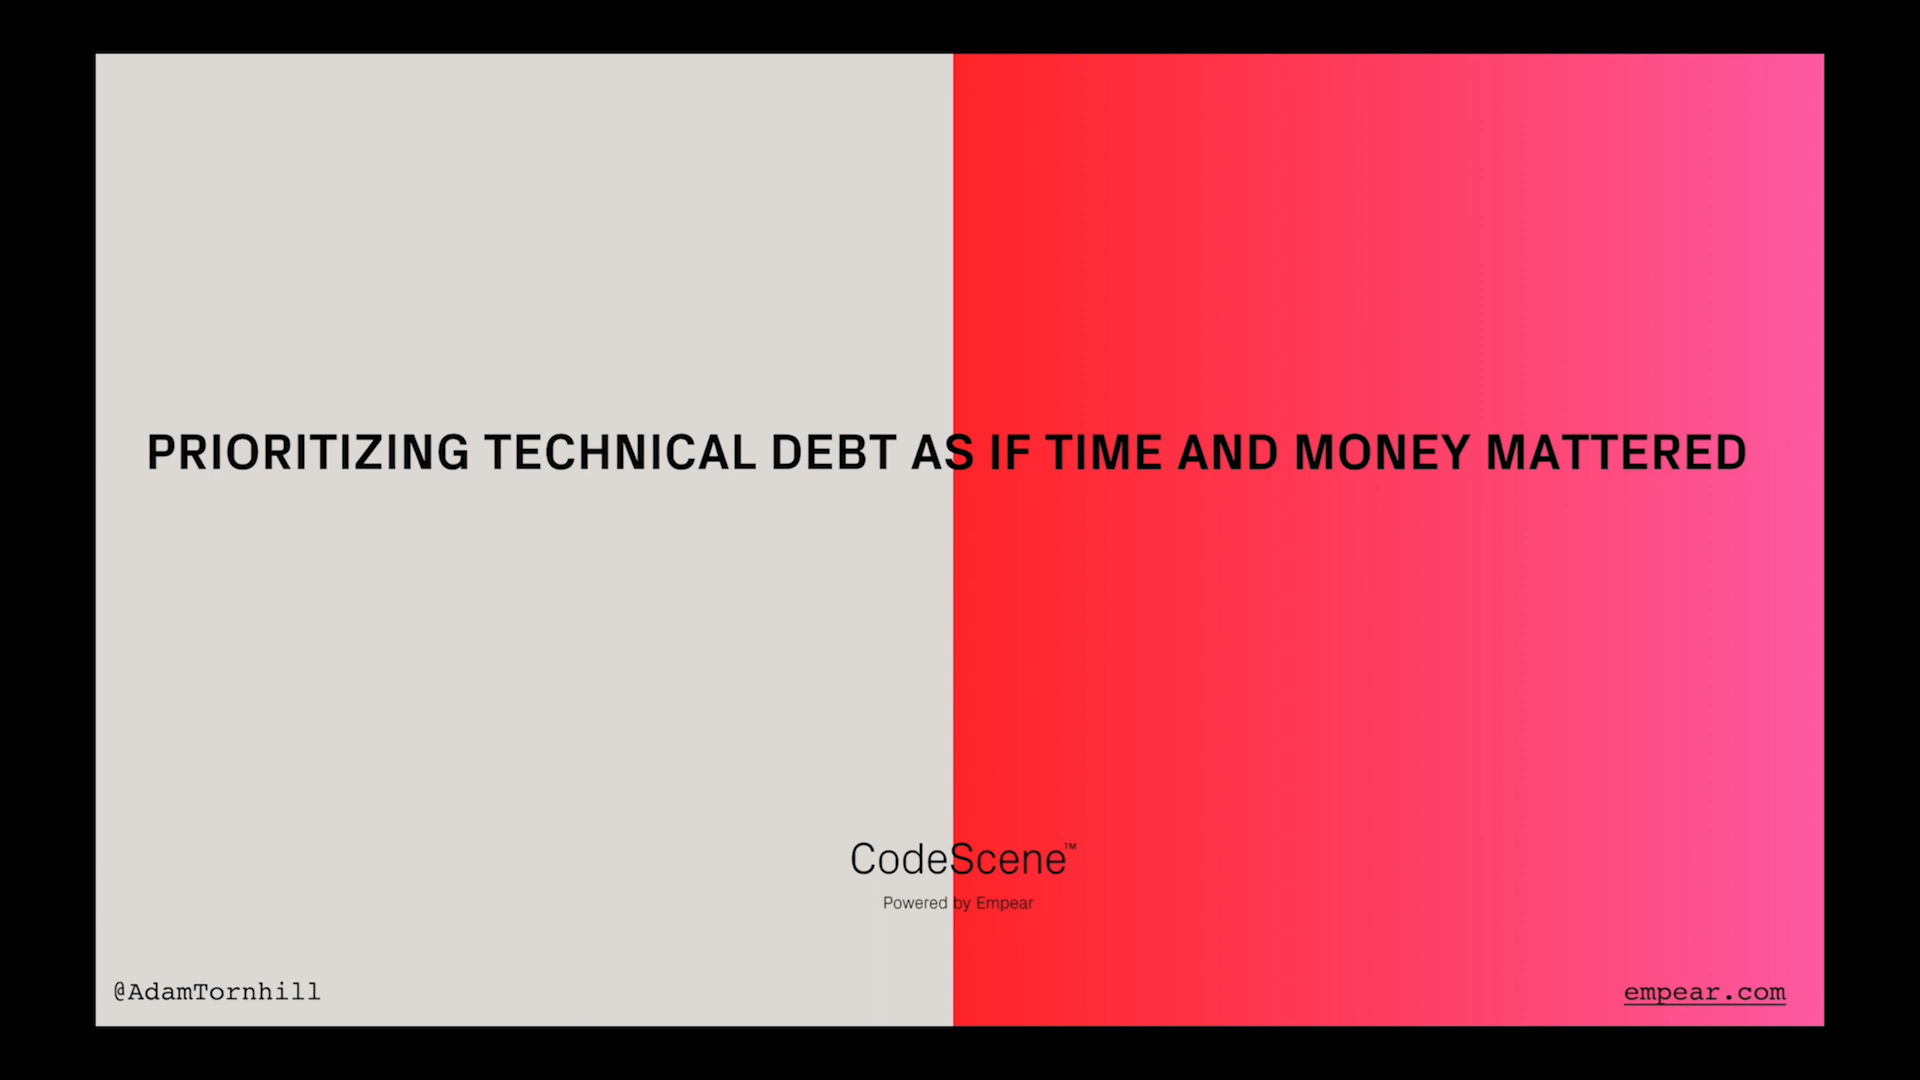 PRIORITIZING TECHNICAL DEBT AS IF TIME AND MONEY MATTERED
CodeScene™
Powered by Empear
@AdamTornhill
empear.com